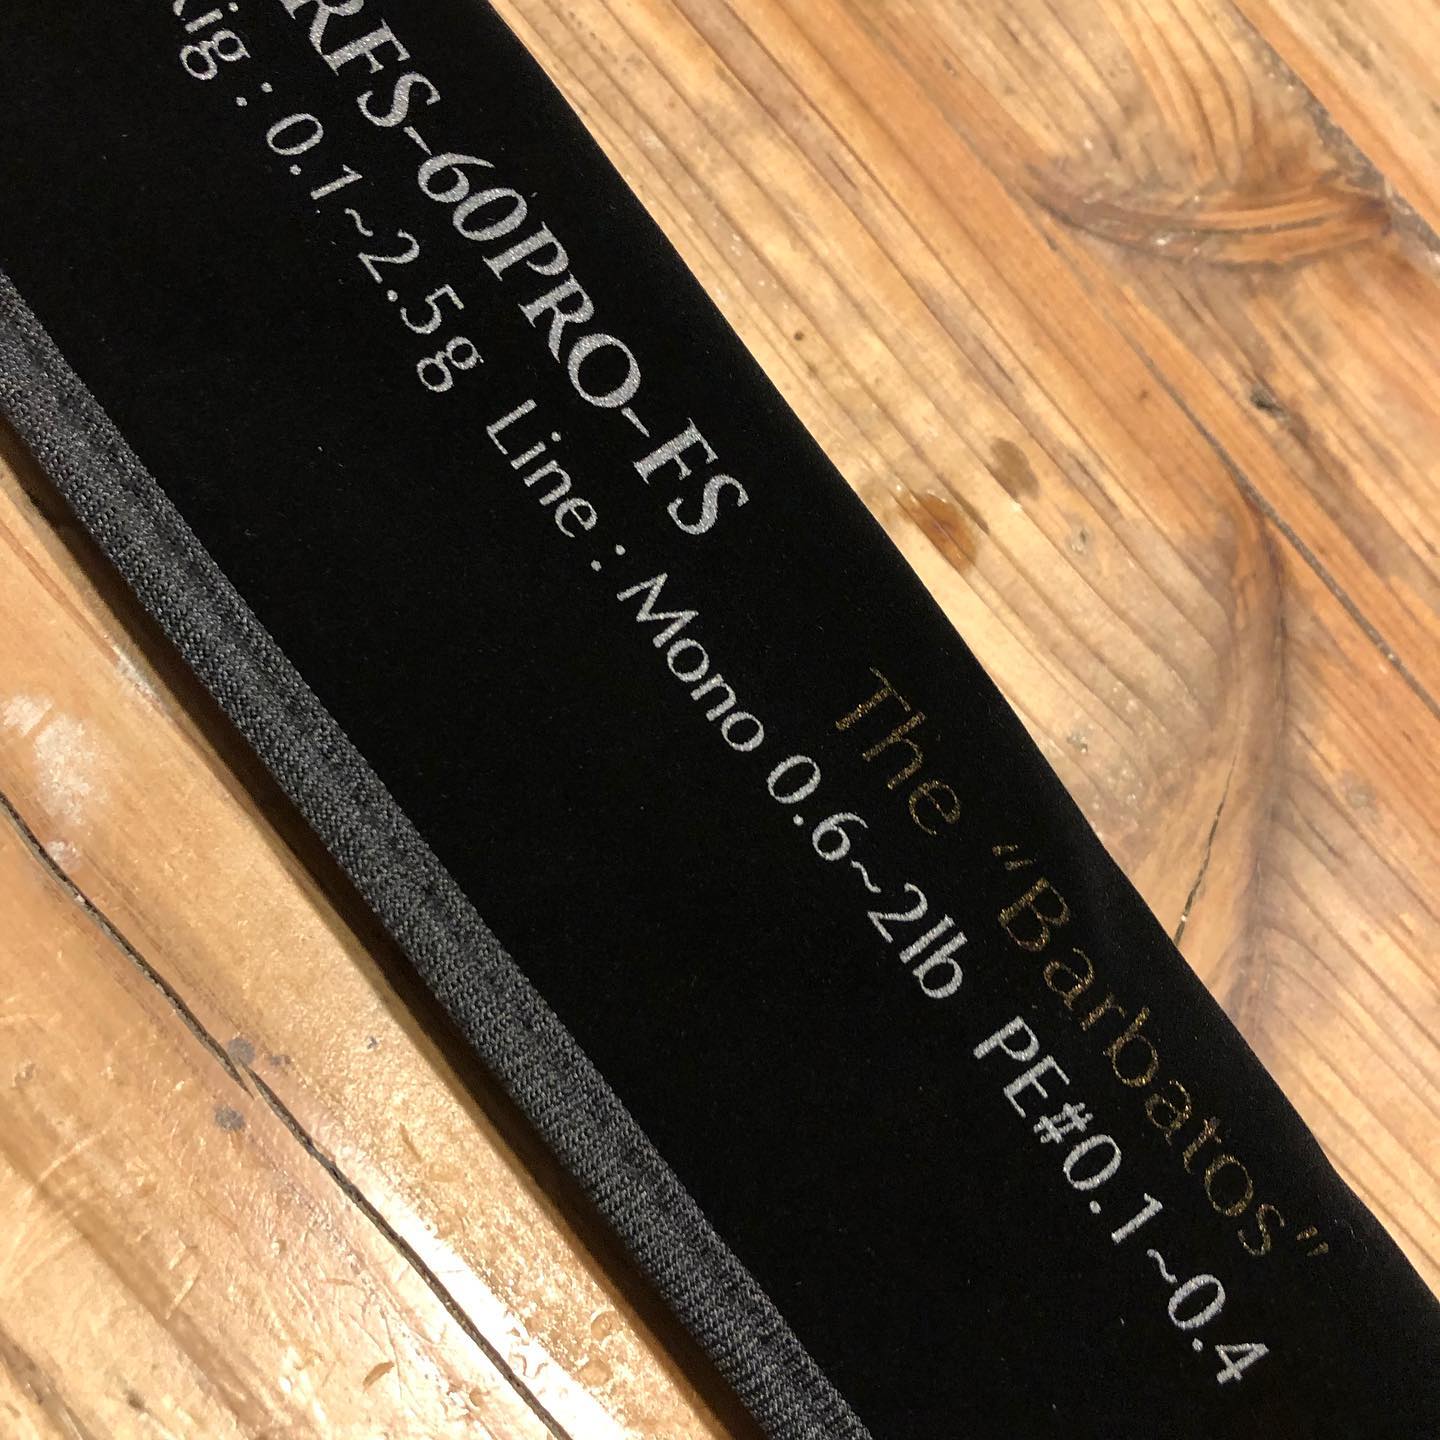 RFS-60PRO-FS
Rig : 0.1~2.5g Line : Mono 0.6~2lb PE#0.1~0.4
The "Barbatos"